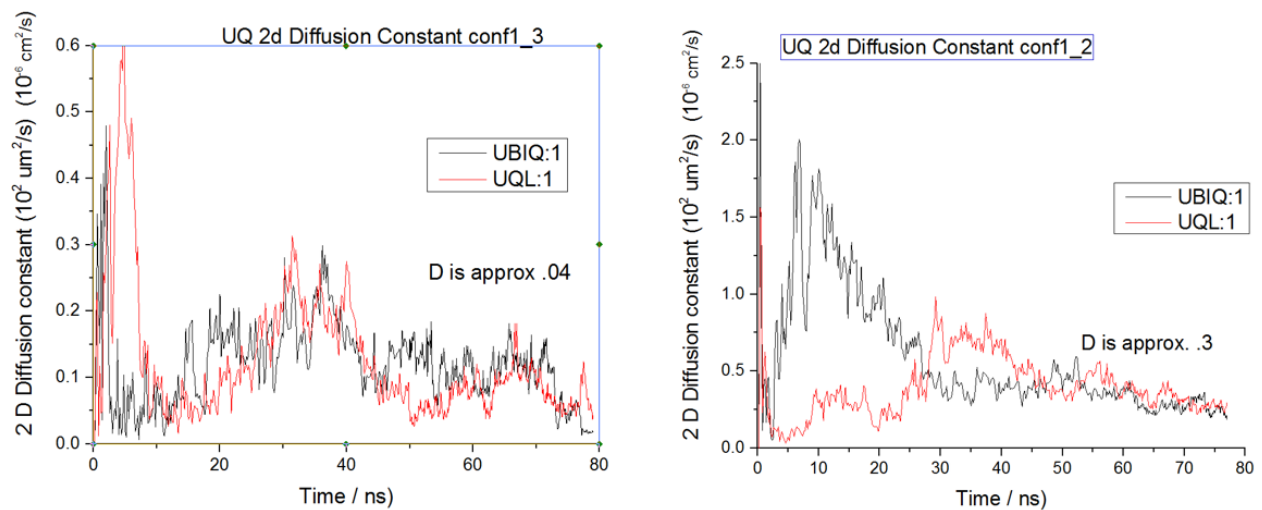 UQ 2d Diffusion Constant conf1_3
2 D Diffusion constant (10² um²/s) (10⁻⁶ cm²/s)
0.6
0.5
0.4
0.3
0.2
0.1
0.0
UBIQ:1
UQL:1
D is approx .04
0 20 40 60 80
Time / ns)
UQ 2d Diffusion Constant conf1_2
2 D Diffusion constant (10² um²/s) (10⁻⁶ cm²/s)
2.5
2.0
1.5
1.0
0.5
0.0
UBIQ:1
UQL:1
D is approx. .3
0 10 20 30 40 50 60 70 80
Time / ns)